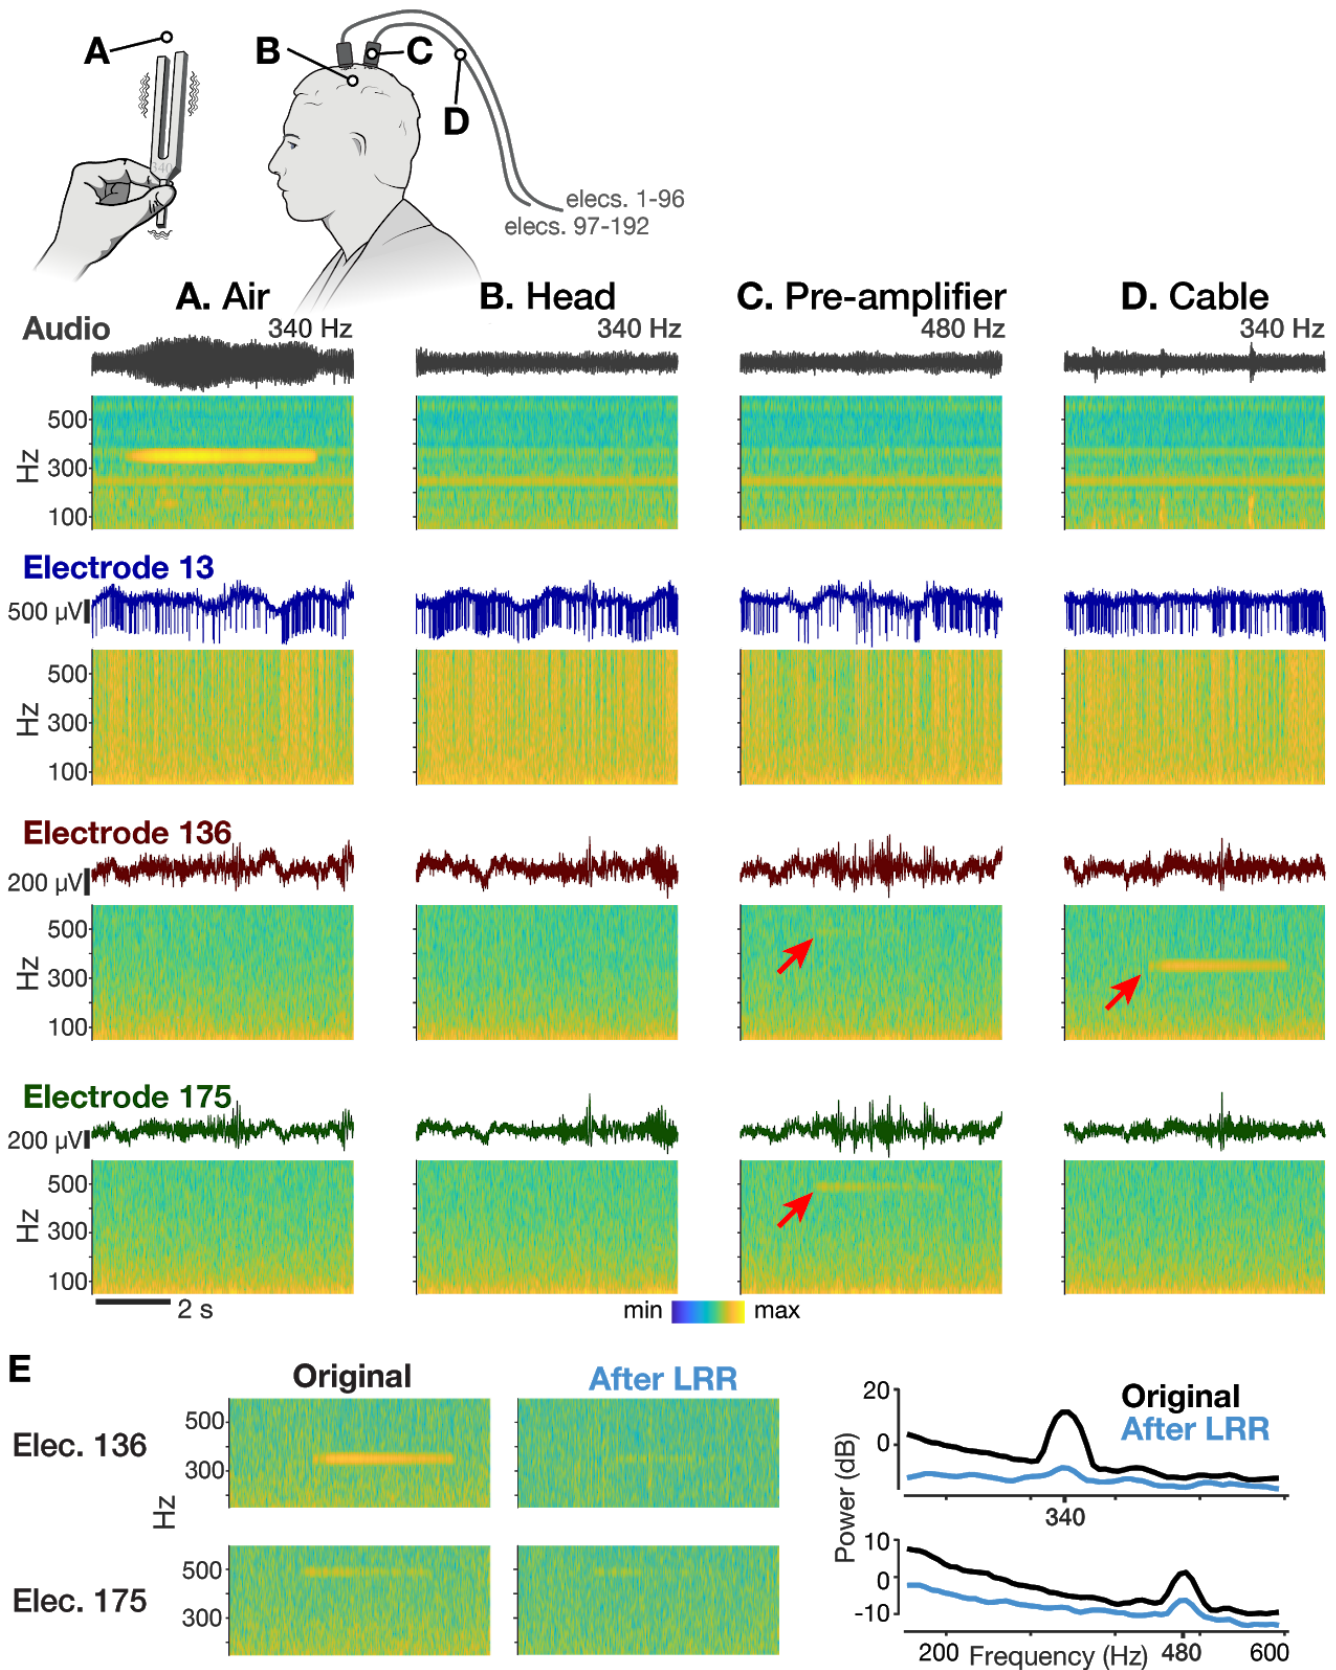 A
B
C
D
340
elecs. 1-96
elecs. 97-192
A. Air
B. Head
C. Pre-amplifier
D. Cable
Audio
340 Hz
340 Hz
480 Hz
340 Hz
500
Hz 300
100
Electrode 13
500 µV
500
Hz 300
100
Electrode 136
200 µV
500
Hz 300
100
Electrode 175
200 µV
500
Hz 300
100
2 s
min
max
E
Original
After LRR
Elec. 136
500
300
Hz
Elec. 175
500
300
Original
After LRR
20
0
340
Power (dB)
10
0
-10
200 Frequency (Hz) 480 600